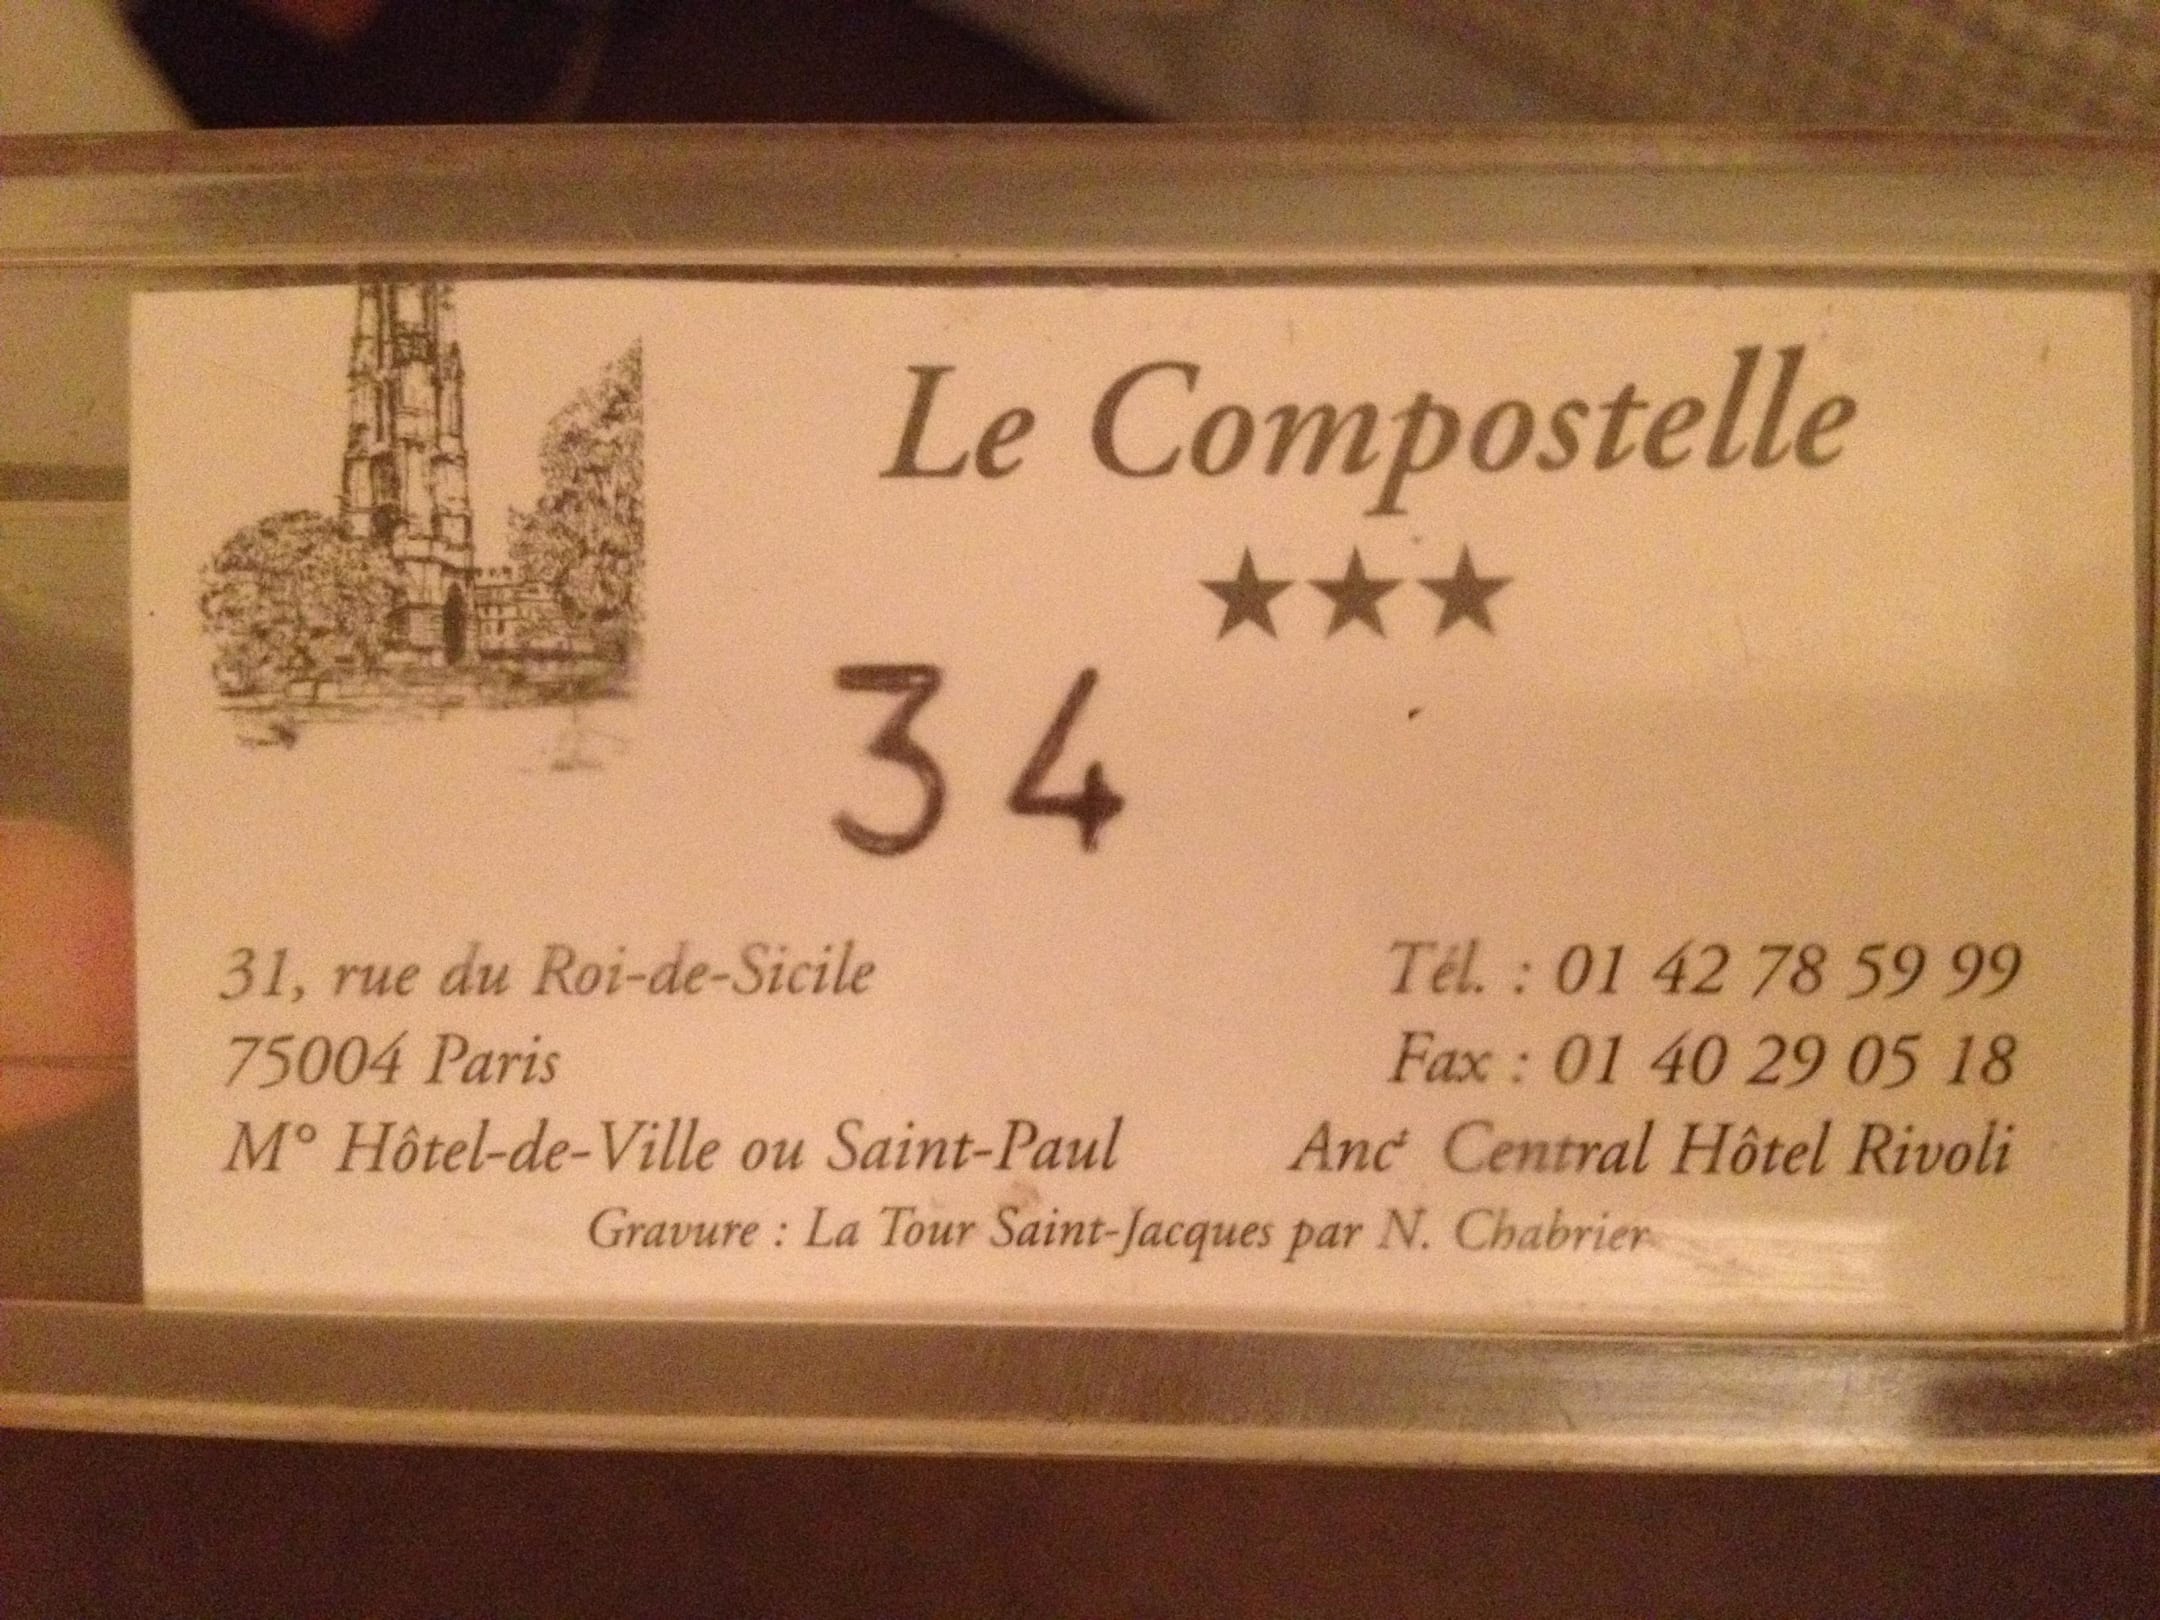 Le Compostelle
★★★
34
31, rue du Roi-de-Sicile
75004 Paris
M° Hôtel-de-Ville ou Saint-Paul
Tél. : 01 42 78 59 99
Fax : 01 40 29 05 18
Anct Central Hôtel Rivoli
Gravure : La Tour Saint-Jacques par N. Chabrier